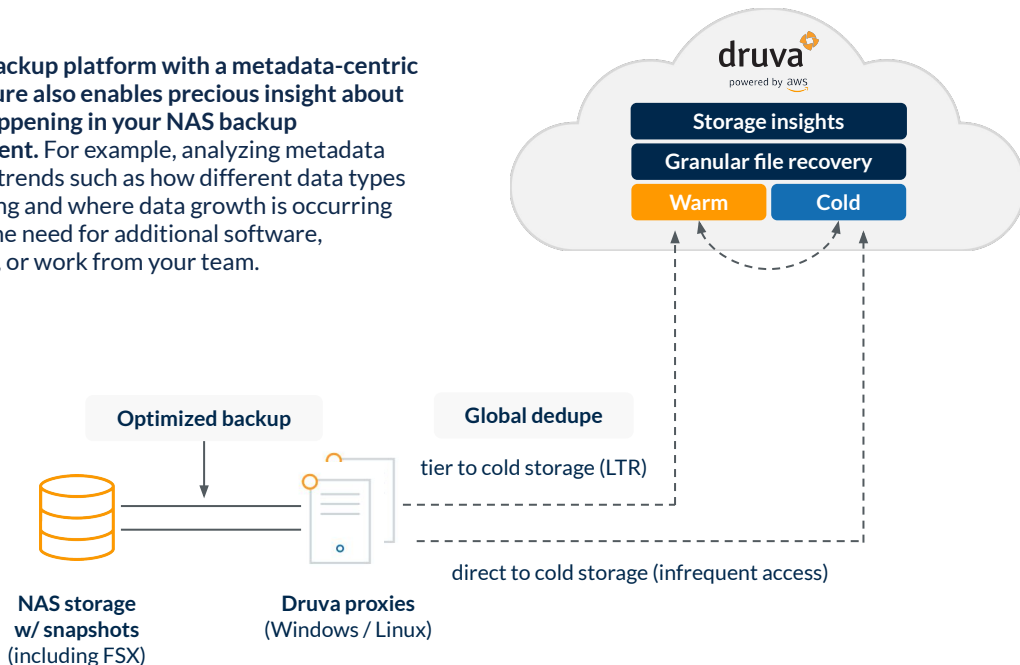 ackup platform with a metadata-centric
ure also enables precious insight about
ppening in your NAS backup
ent. For example, analyzing metadata
trends such as how different data types
ng and where data growth is occurring
ne need for additional software,
, or work from your team.
druva
powered by aws
Storage insights
Granular file recovery
Warm
Cold
Optimized backup
Global dedupe
tier to cold storage (LTR)
direct to cold storage (infrequent access)
NAS storage
w/ snapshots
(including FSX)
Druva proxies
(Windows / Linux)